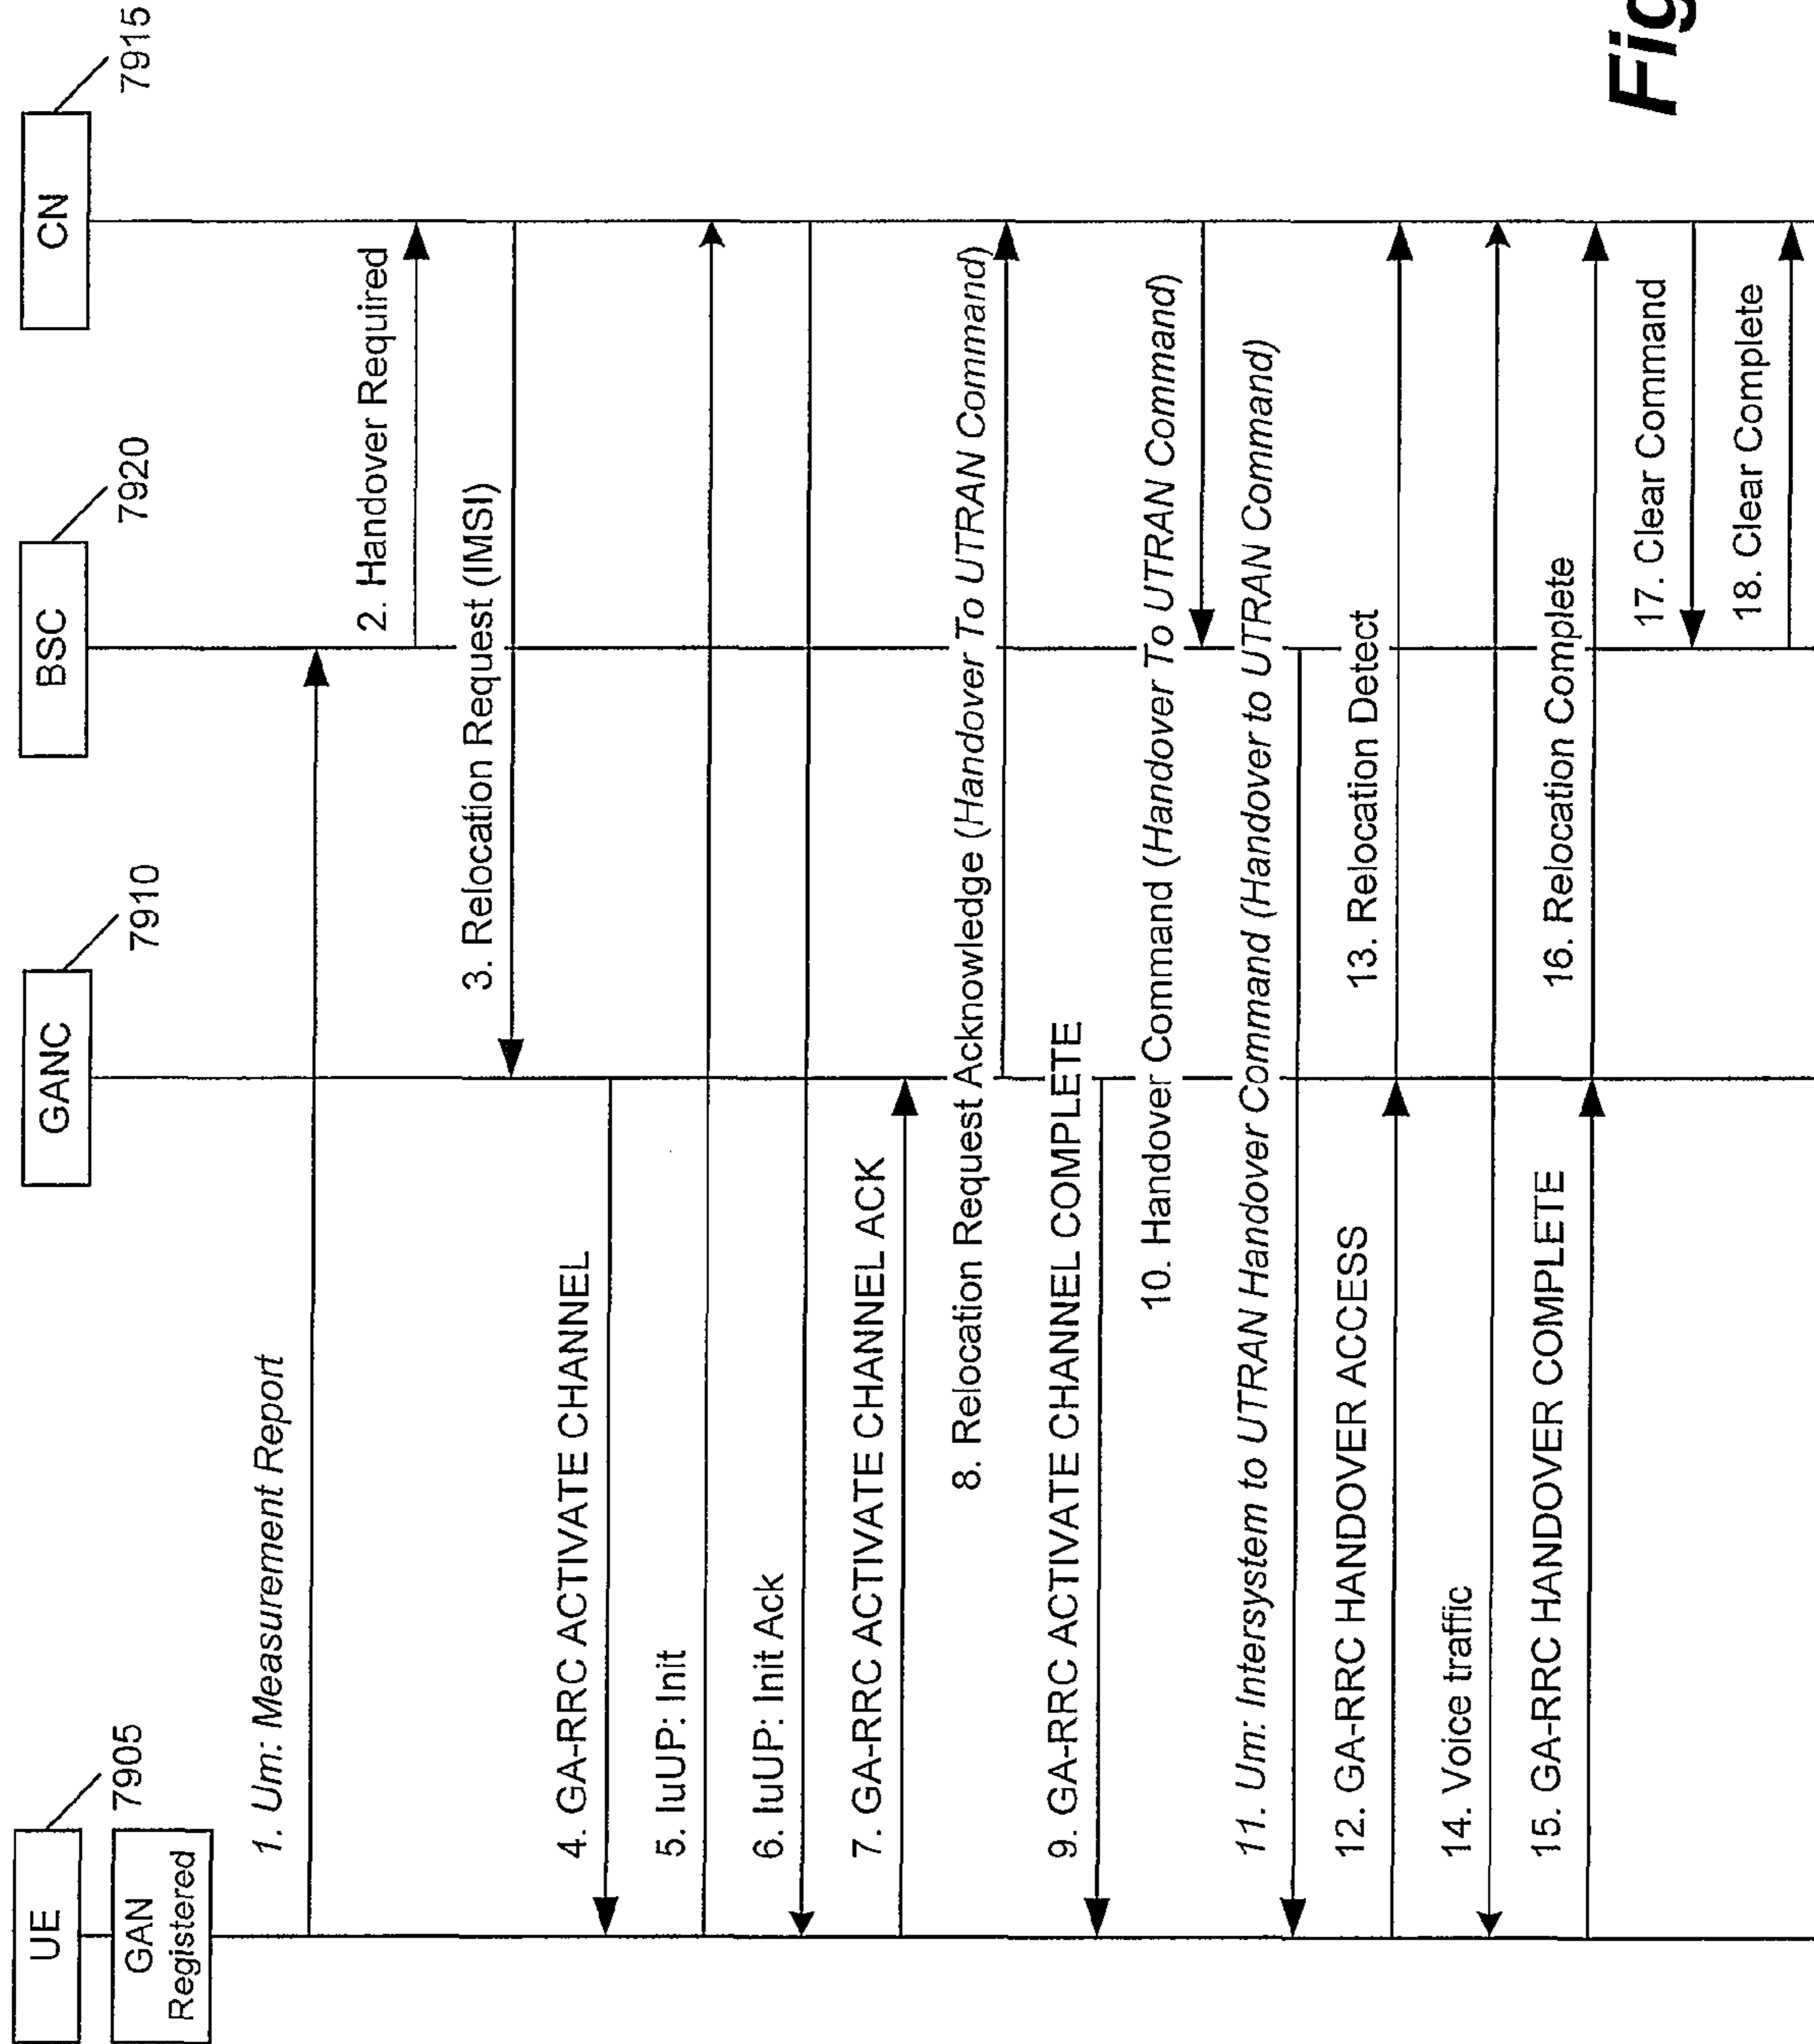 UE
7905
GANC
7910
BSC
7920
CN
7915
GAN
Registered
1. Um: Measurement Report
2. Handover Required
3. Relocation Request (IMSI)
4. GA-RRC ACTIVATE CHANNEL
5. IuUP: Init
6. IuUP: Init Ack
7. GA-RRC ACTIVATE CHANNEL ACK
8. Relocation Request Acknowledge (Handover To UTRAN Command)
9. GA-RRC ACTIVATE CHANNEL COMPLETE
10. Handover Command (Handover To UTRAN Command)
11. Um: Intersystem to UTRAN Handover Command (Handover to UTRAN Command)
12. GA-RRC HANDOVER ACCESS
13. Relocation Detect
14. Voice traffic
15. GA-RRC HANDOVER COMPLETE
16. Relocation Complete
17. Clear Command
18. Clear Complete